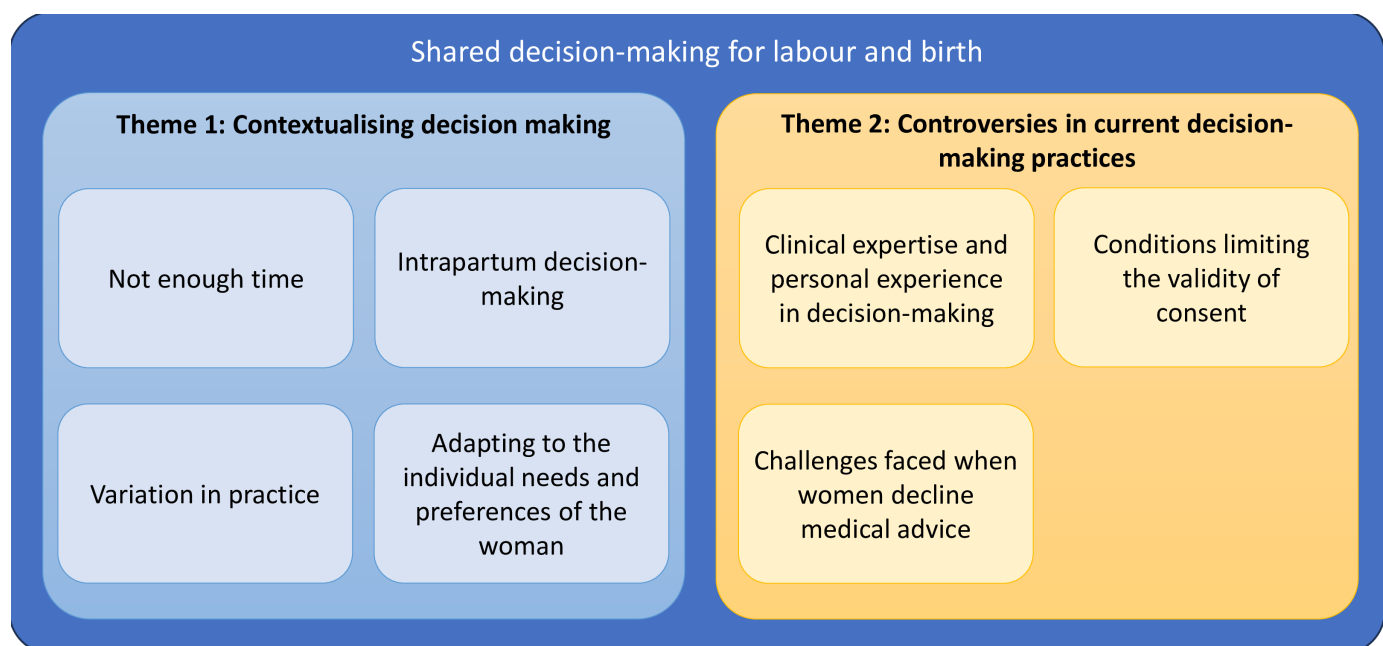 Shared decision-making for labour and birth
Theme 1: Contextualising decision making
Not enough time
Intrapartum decision-
making
Variation in practice
Adapting to the
individual needs and
preferences of the
woman
Theme 2: Controversies in current decision-
making practices
Clinical expertise and
personal experience
in decision-making
Conditions limiting
the validity of
consent
Challenges faced when
women decline
medical advice